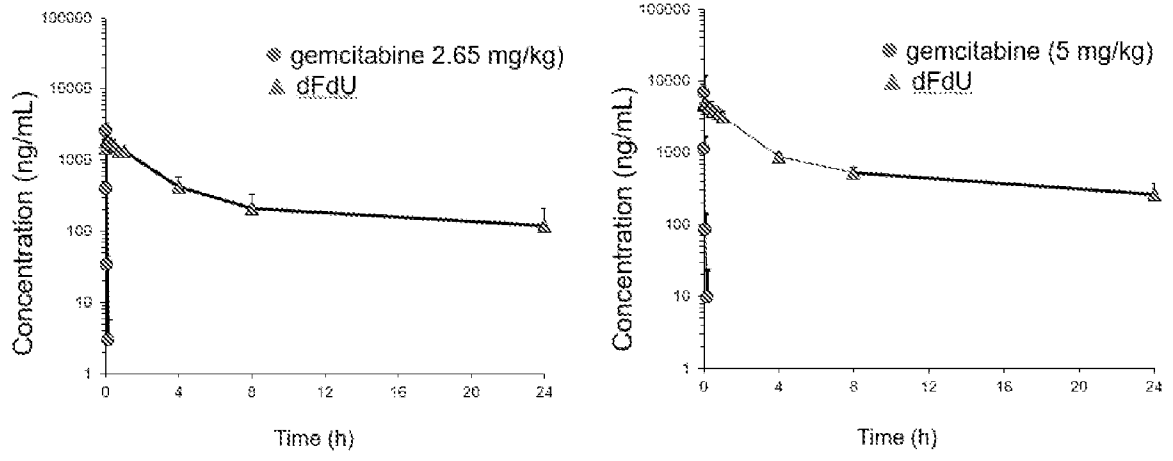 100000
10000
1000
100
10
1
Concentration (ng/mL)
gemcitabine 2.65 mg/kg)
dFdU
0 4 8 12 16 20 24
Time (h)
100000
10000
1000
100
10
1
Concentration (ng/mL)
gemcitabine (5 mg/kg)
dFdU
0 4 8 12 16 20 24
Time (h)